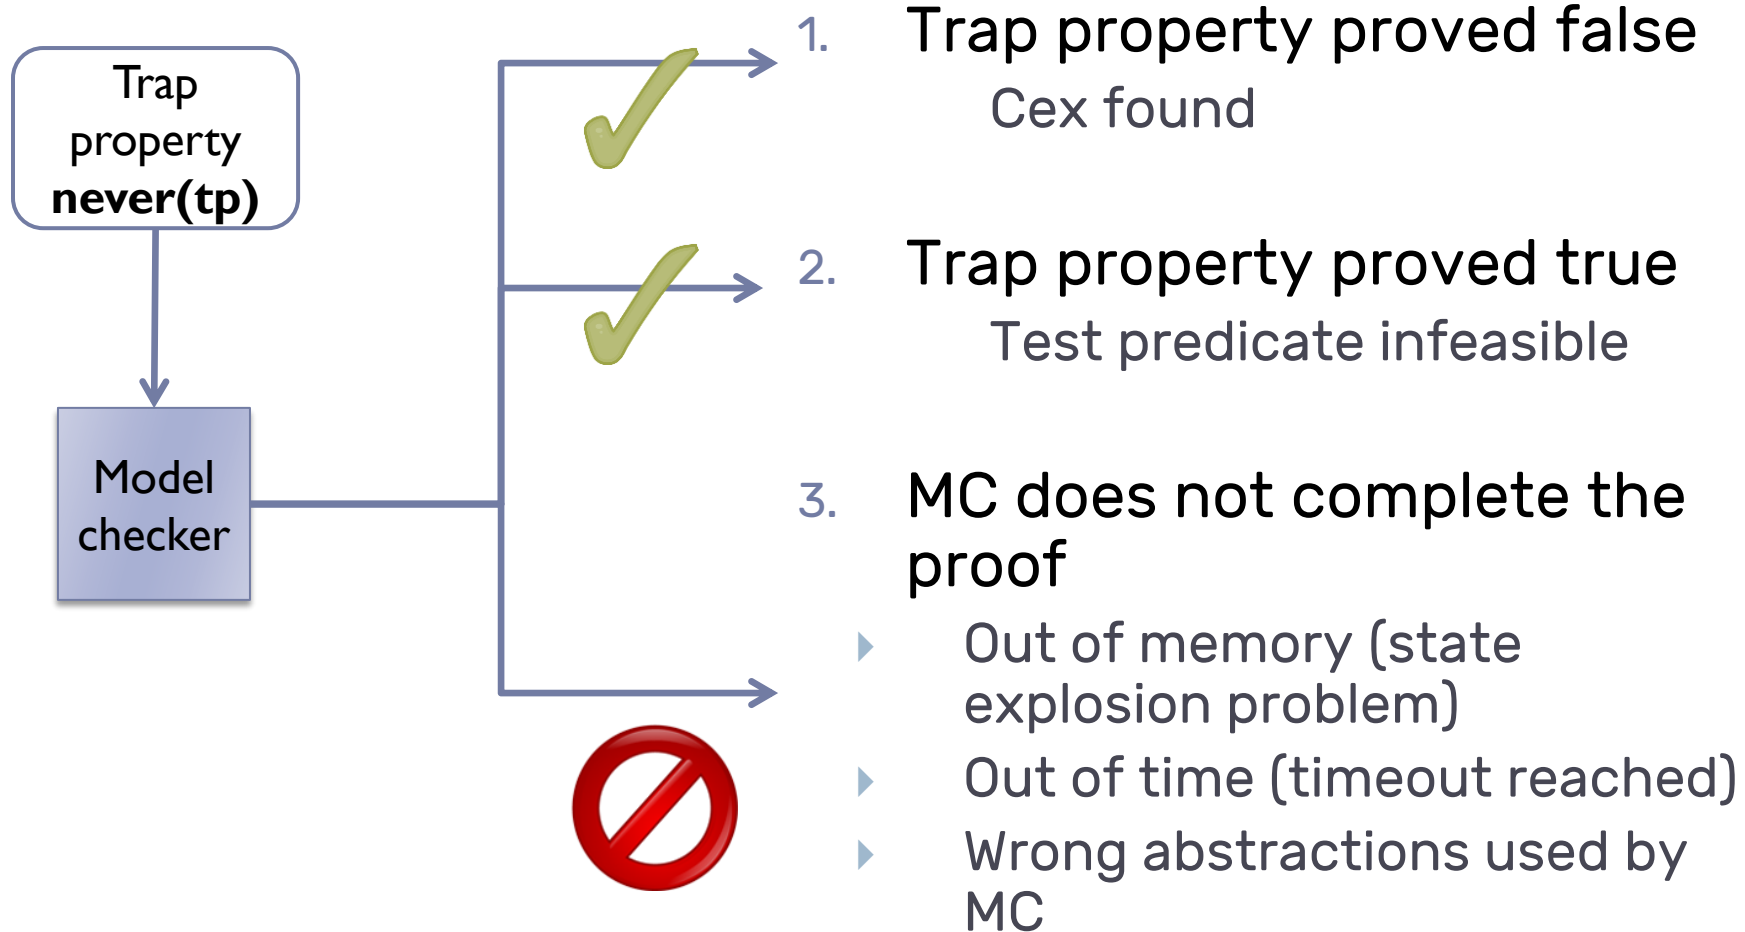 Trap
property
never(tp)
Model
checker
1. Trap property proved false
Cex found
2. Trap property proved true
Test predicate infeasible
3. MC does not complete the
proof
Out of memory (state
explosion problem)
Out of time (timeout reached)
Wrong abstractions used by
MC